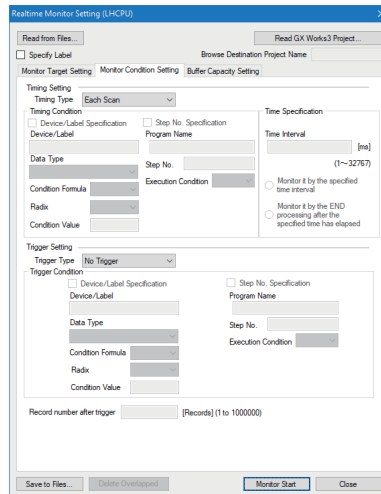 Realtime Monitor Setting (LHCPU)
Read from Files...
Read GX Works3 Project...
Specify Label
Browse Destination Project Name
Monitor Target Setting
Monitor Condition Setting
Buffer Capacity Setting
Timing Setting
Timing Type
Each Scan
Timing Condition
Device/Label Specification
Step No. Specification
Time Specification
Device/Label
Program Name
Time Interval
[ms]
Data Type
Step No.
(1～32767)
Condition Formula
Execution Condition
Monitor it by the specified
time interval
Radix
Monitor it by the END
processing after the
specified time has elapsed
Condition Value
Trigger Setting
Trigger Type
No Trigger
Trigger Condition
Device/Label Specification
Step No. Specification
Device/Label
Program Name
Data Type
Step No.
Execution Condition
Condition Formula
Radix
Condition Value
Record number after trigger
[Records] (1 to 1000000)
Save to Files...
Delete Overlapped
Monitor Start
Close